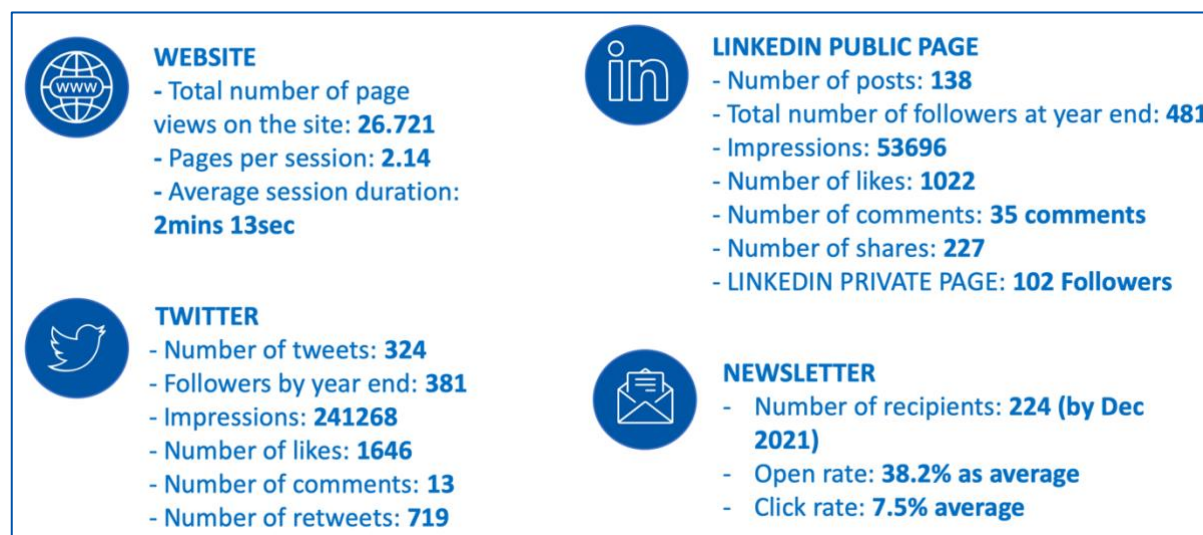 www
WEBSITE
- Total number of page
views on the site: 26.721
- Pages per session: 2.14
- Average session duration:
2mins 13sec
in
LINKEDIN PUBLIC PAGE
- Number of posts: 138
- Total number of followers at year end: 481
- Impressions: 53696
- Number of likes: 1022
- Number of comments: 35 comments
- Number of shares: 227
- LINKEDIN PRIVATE PAGE: 102 Followers
TWITTER
- Number of tweets: 324
- Followers by year end: 381
- Impressions: 241268
- Number of likes: 1646
- Number of comments: 13
- Number of retweets: 719
NEWSLETTER
- Number of recipients: 224 (by Dec
2021)
- Open rate: 38.2% as average
- Click rate: 7.5% average